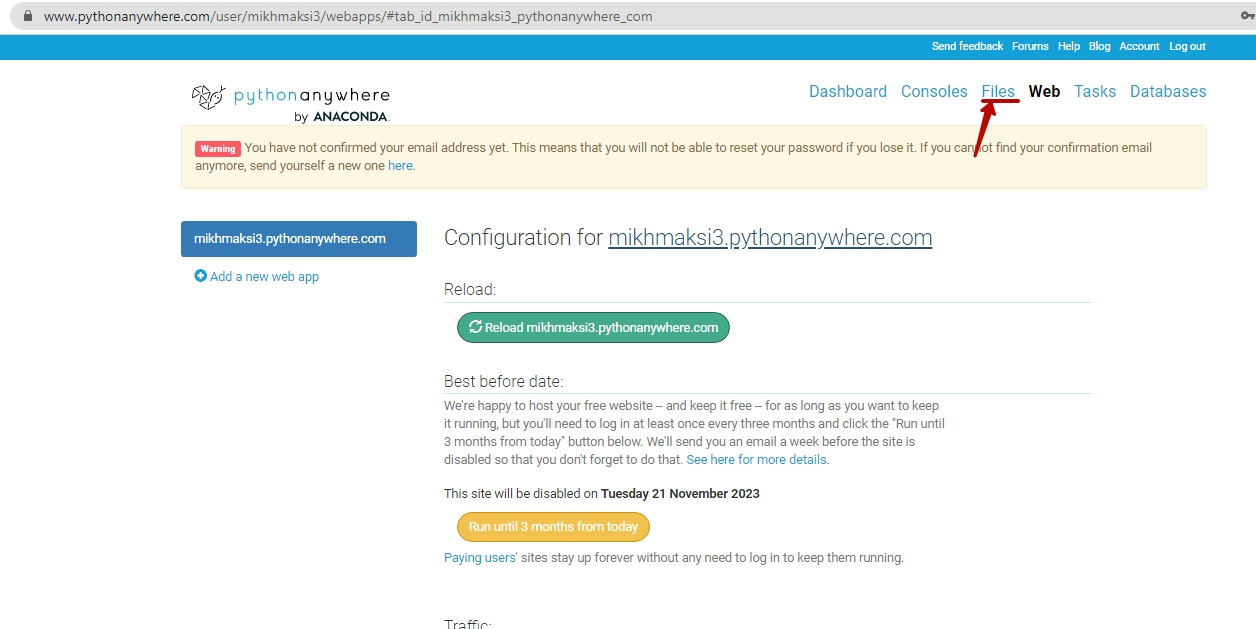 www.pythonanywhere.com/user/mikhmaksi3/webapps/#tab_id_mikhmaksi3_pythonanywhere_com
Send feedback Forums Help Blog Account Log out
pythonanywhere
by ANACONDA.
Dashboard Consoles Files Web Tasks Databases
Warning You have not confirmed your email address yet. This means that you will not be able to reset your password if you lose it. If you cannot find your confirmation email
anymore, send yourself a new one here.
mikhmaksi3.pythonanywhere.com
Add a new web app
Configuration for mikhmaksi3.pythonanywhere.com
Reload:
Reload mikhmaksi3.pythonanywhere.com
Best before date:
We're happy to host your free website -- and keep it free -- for as long as you want to keep
it running, but you'll need to log in at least once every three months and click the "Run until
3 months from today" button below. We'll send you an email a week before the site is
disabled so that you don't forget to do that. See here for more details.
This site will be disabled on Tuesday 21 November 2023
Run until 3 months from today
Paying users' sites stay up forever without any need to log in to keep them running.
Traffic: